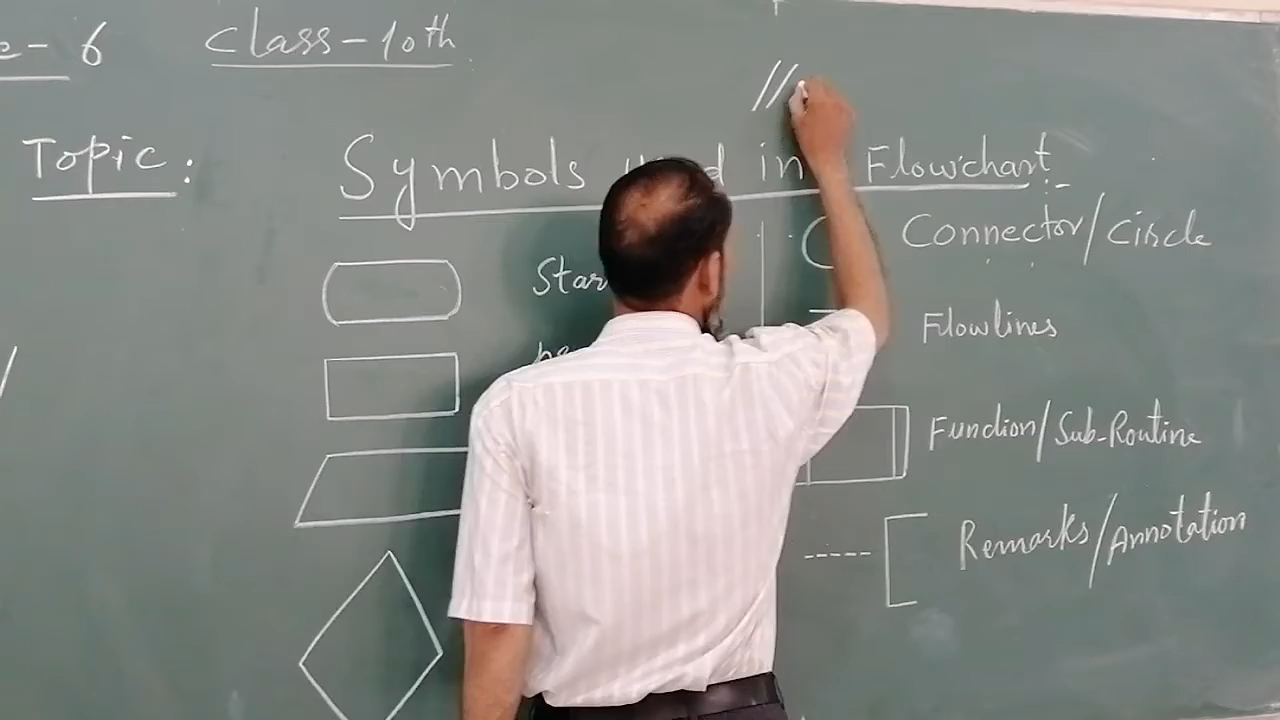 6 Class-10th
//
Topic: Symbols in Flowchart:-
Connector/Circle
Flowlines
Function/Sub-Routine
Remarks/Annotation